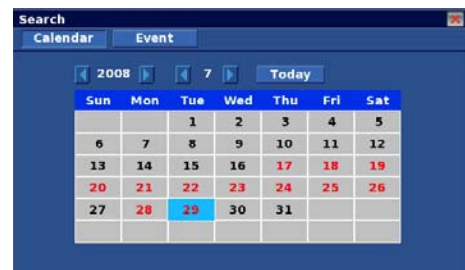 Search
Calendar Event
2008 7 Today
Sun Mon Tue Wed Thu Fri Sat
1 2 3 4 5
6 7 8 9 10 11 12
13 14 15 16 17 18 19
20 21 22 23 24 25 26
27 28 29 30 31